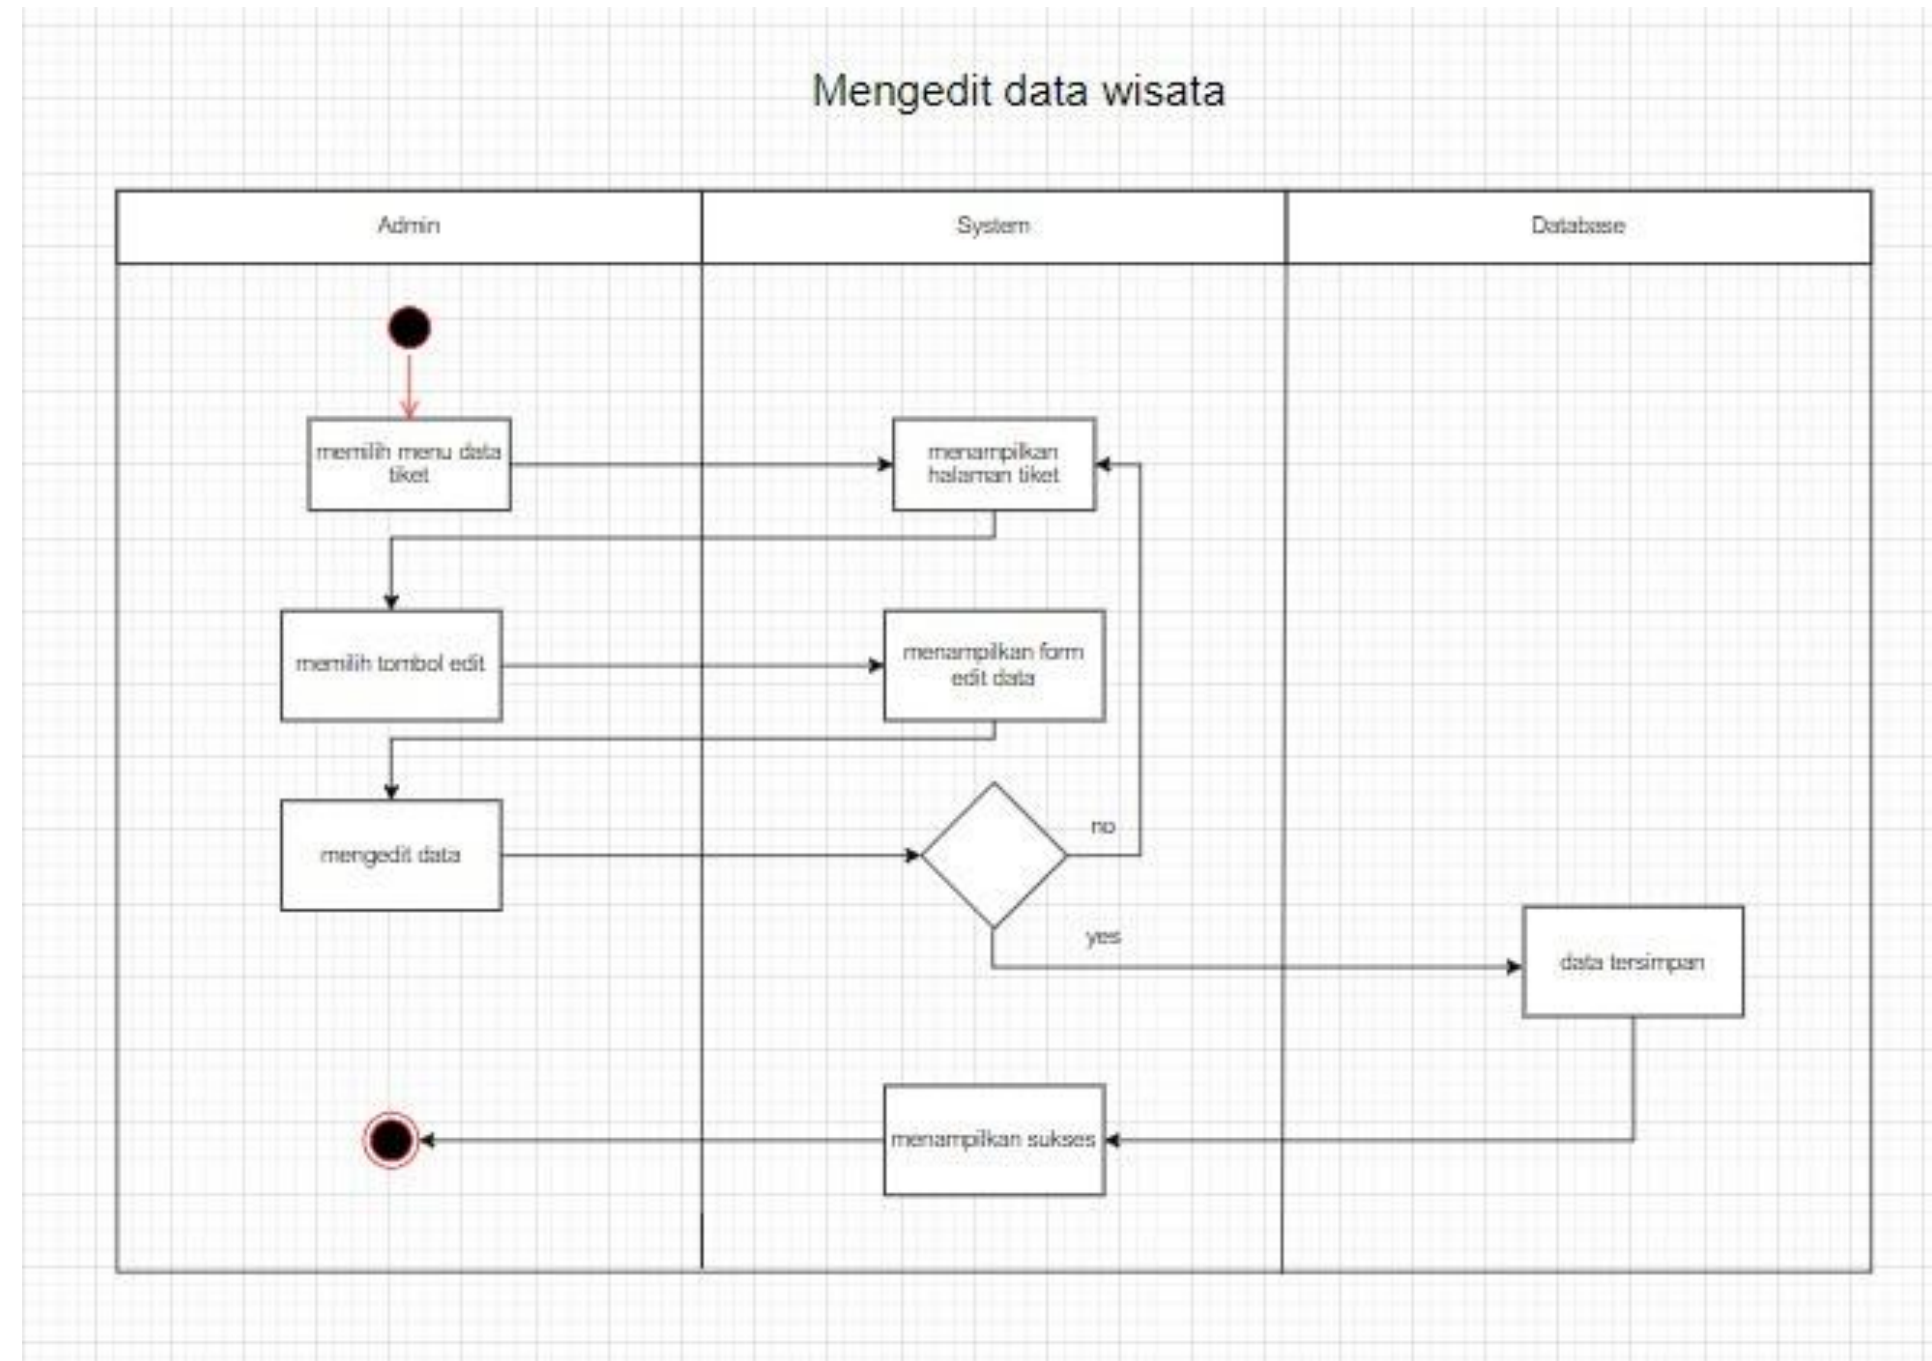 Mengedit data wisata
Admin
System
Database
memilih menu data
tiket
menampilkan
halaman tiket
memilih tombol edit
menampilkan form
edit data
mengedit data
no
yes
data tersimpan
menampilkan sukses